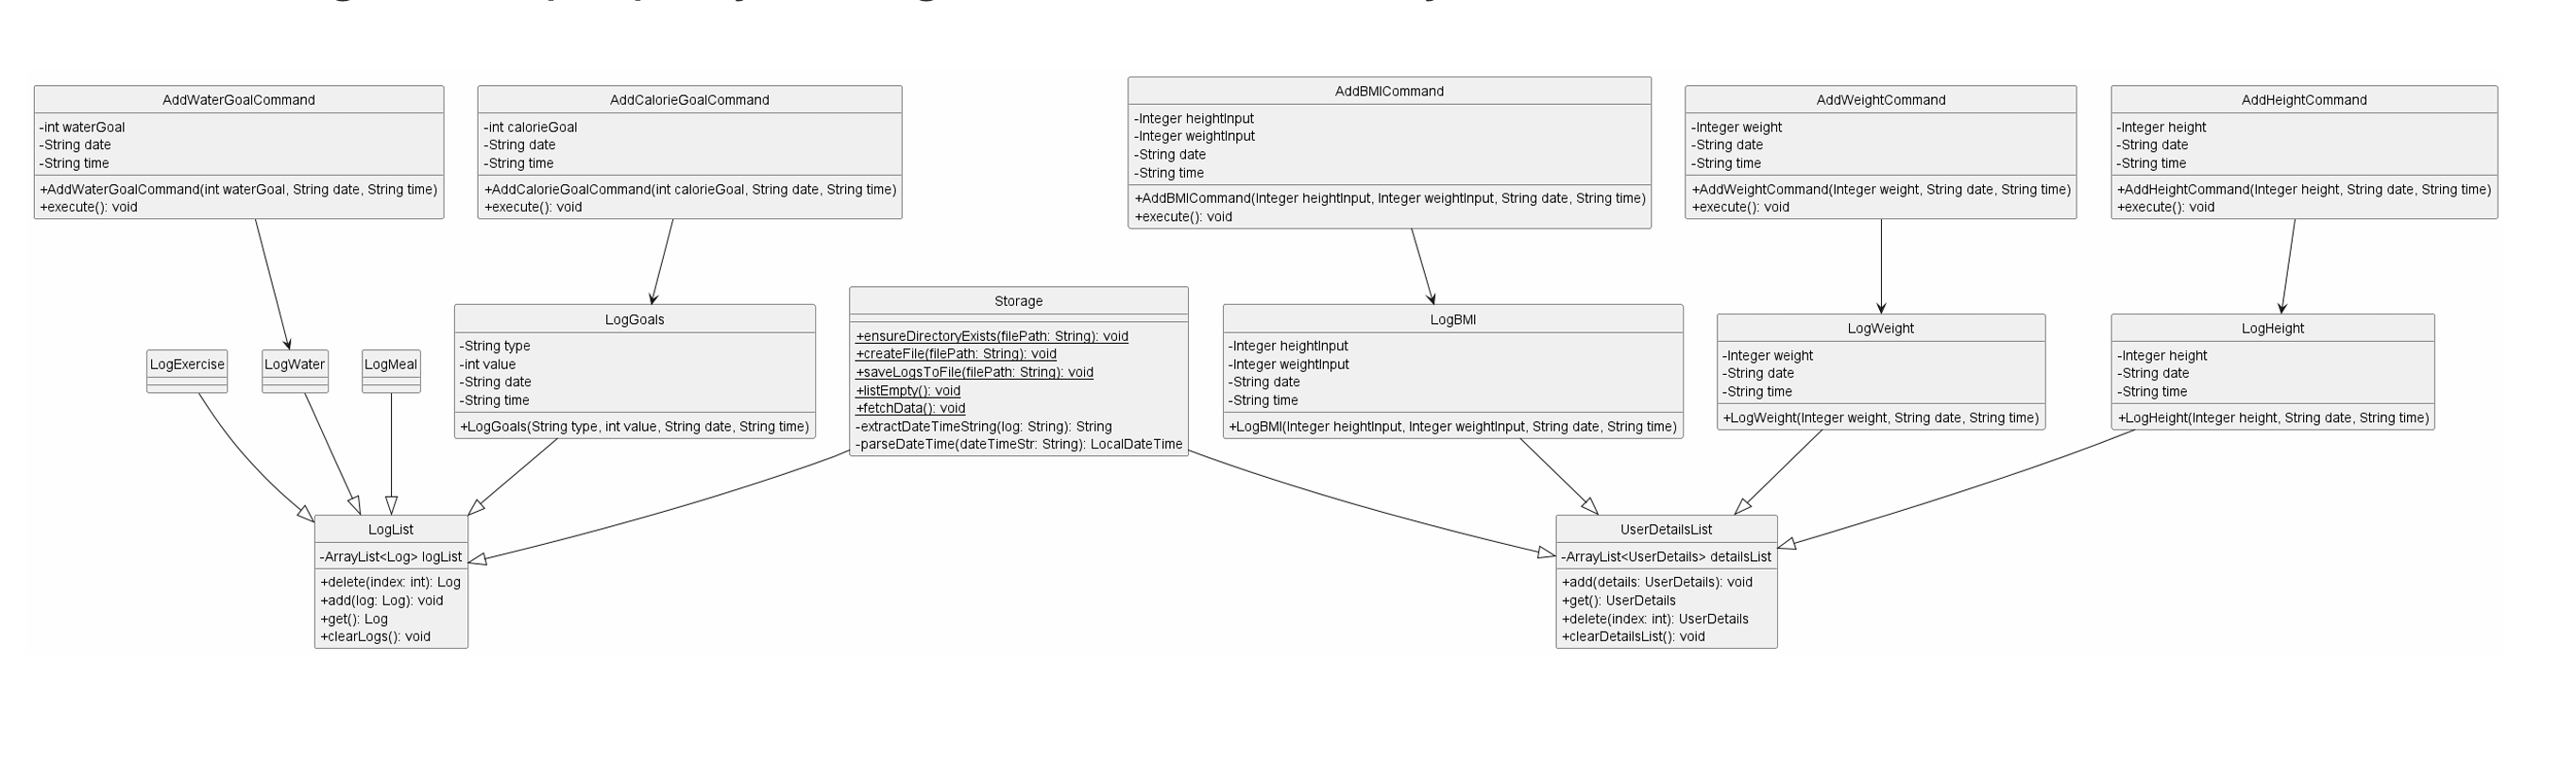 AddWaterGoalCommand
-int waterGoal
-String date
-String time
+AddWaterGoalCommand(int waterGoal, String date, String time)
+execute(): void
AddCalorieGoalCommand
-int calorieGoal
-String date
-String time
+AddCalorieGoalCommand(int calorieGoal, String date, String time)
+execute(): void
AddBMICommand
-Integer heightInput
-Integer weightInput
-String date
-String time
+AddBMICommand(Integer heightInput, Integer weightInput, String date, String time)
+execute(): void
AddWeightCommand
-Integer weight
-String date
-String time
+AddWeightCommand(Integer weight, String date, String time)
+execute(): void
AddHeightCommand
-Integer height
-String date
-String time
+AddHeightCommand(Integer height, String date, String time)
+execute(): void
LogExercise
LogWater
LogMeal
LogGoals
-String type
-int value
-String date
-String time
+LogGoals(String type, int value, String date, String time)
Storage
+ensureDirectoryExists(filePath: String): void
+createFile(filePath: String): void
+saveLogsToFile(filePath: String): void
+listEmpty(): void
+fetchData(): void
-extractDateTimeString(log: String): String
-parseDateTime(dateTimeStr: String): LocalDateTime
LogBMI
-Integer heightInput
-Integer weightInput
-String date
-String time
+LogBMI(Integer heightInput, Integer weightInput, String date, String time)
LogWeight
-Integer weight
-String date
-String time
+LogWeight(Integer weight, String date, String time)
LogHeight
-Integer height
-String date
-String time
+LogHeight(Integer height, String date, String time)
LogList
-ArrayList<Log> logList
+delete(index: int): Log
+add(log: Log): void
+get(): Log
+clearLogs(): void
UserDetailsList
-ArrayList<UserDetails> detailsList
+add(details: UserDetails): void
+get(): UserDetails
+delete(index: int): UserDetails
+clearDetailsList(): void